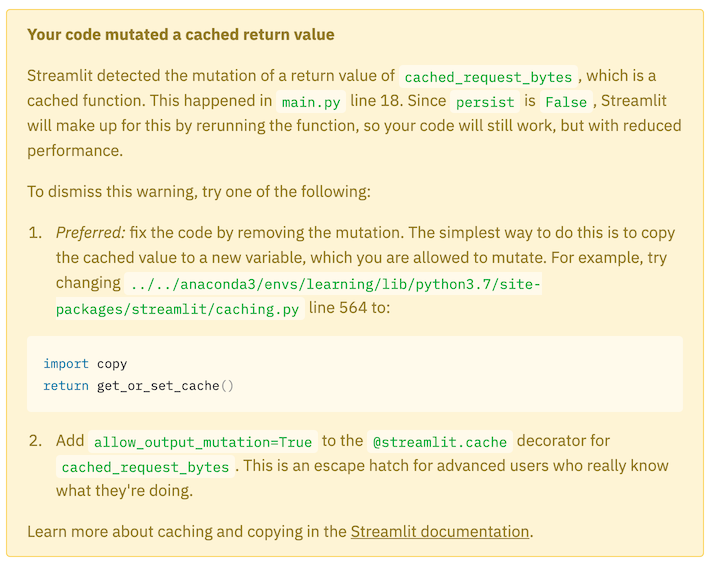 Your code mutated a cached return value
Streamlit detected the mutation of a return value of cached_request_bytes , which is a
cached function. This happened in main.py line 18. Since persist is False , Streamlit
will make up for this by rerunning the function, so your code will still work, but with reduced
performance.
To dismiss this warning, try one of the following:
1. Preferred: fix the code by removing the mutation. The simplest way to do this is to copy
the cached value to a new variable, which you are allowed to mutate. For example, try
changing ../../anaconda3/envs/learning/lib/python3.7/site-
packages/streamlit/caching.py line 564 to:
import copy
return get_or_set_cache()
2. Add allow_output_mutation=True to the @streamlit.cache decorator for
cached_request_bytes . This is an escape hatch for advanced users who really know
what they're doing.
Learn more about caching and copying in the Streamlit documentation.